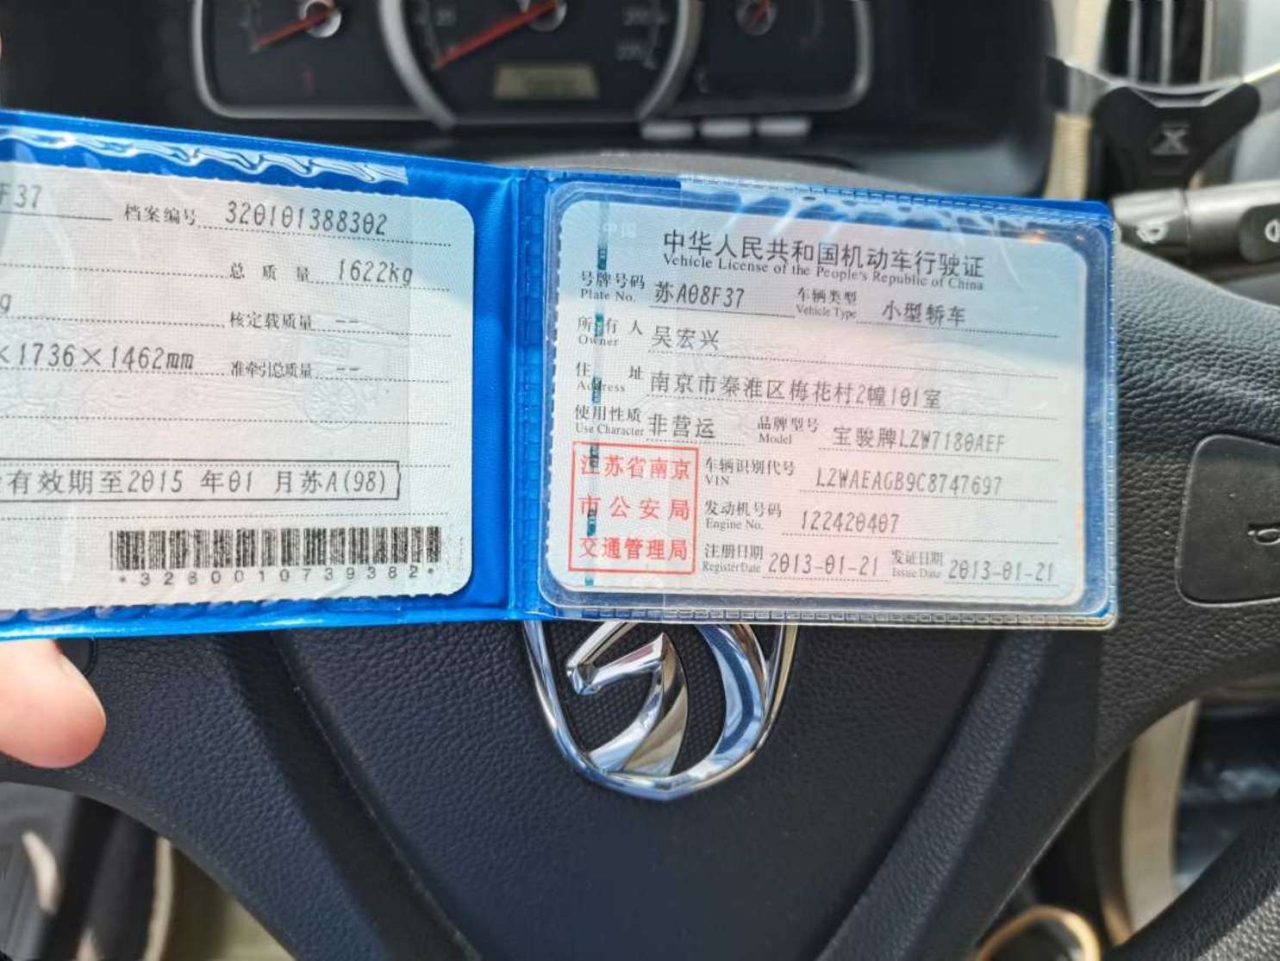 F37 档案编号 320101388302
总质量 1622kg
g 核定载质量 --
×1736×1462mm 准牵引总质量 --
有效期至2015年01月苏A(98)
*3280010739382*
中华人民共和国机动车行驶证
Vehicle License of the People's Republic of China
号牌号码 苏A08F37 车辆类型 小型轿车
Plate No. Vehicle Type
所有人 吴宏兴
Owner
住址 南京市秦淮区梅花村2幢101室
Address
使用性质 非营运 品牌型号 宝骏牌LZW7180AEF
Use Character Model
江苏省南京
市公安局
交通管理局
车辆识别代号 LZWAEAGB9C8747697
VIN
发动机号码 122420407
Engine No.
注册日期 2013-01-21 发证日期 2013-01-21
Register Date Issue Date